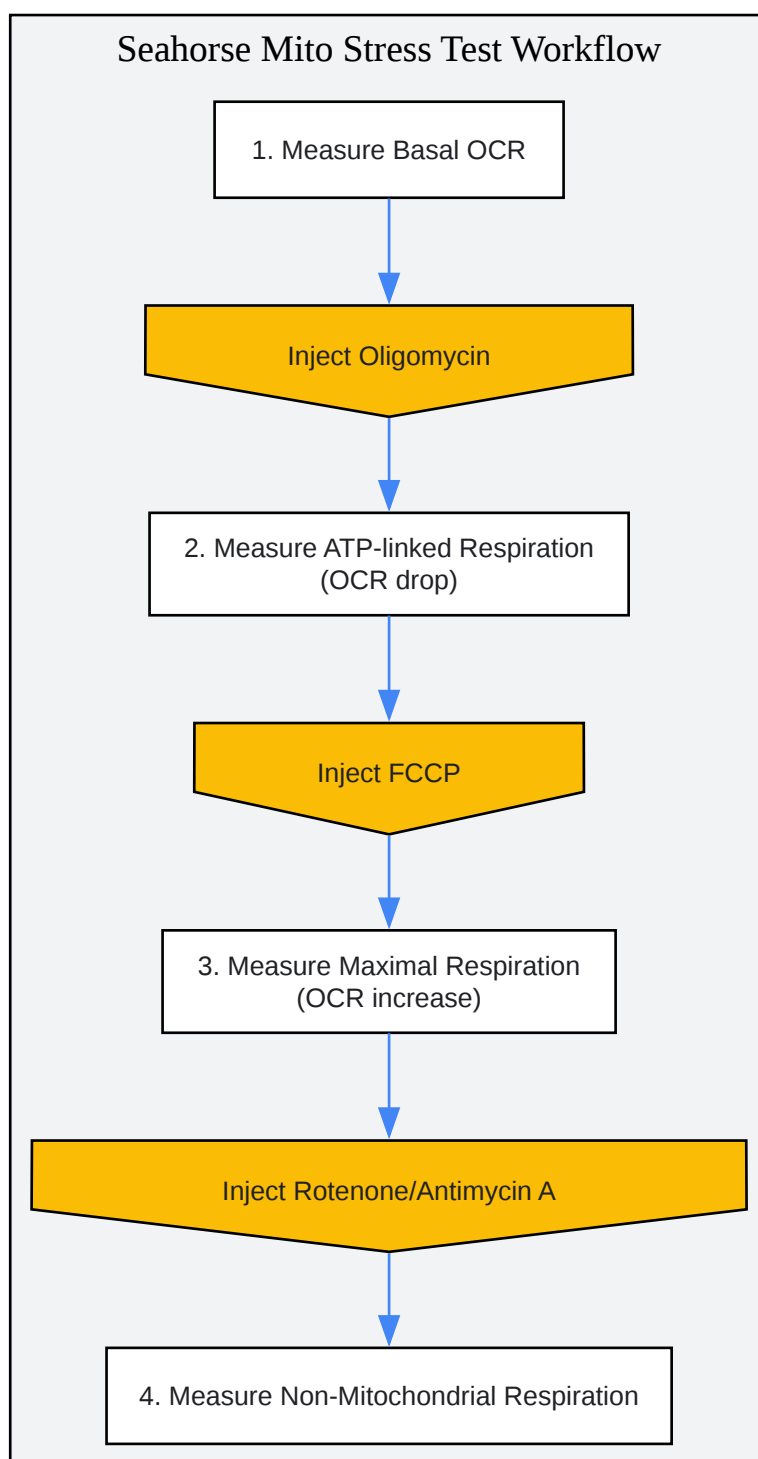 Seahorse Mito Stress Test Workflow
1. Measure Basal OCR
Inject Oligomycin
2. Measure ATP-linked Respiration
(OCR drop)
Inject FCCP
3. Measure Maximal Respiration
(OCR increase)
Inject Rotenone/Antimycin A
4. Measure Non-Mitochondrial Respiration